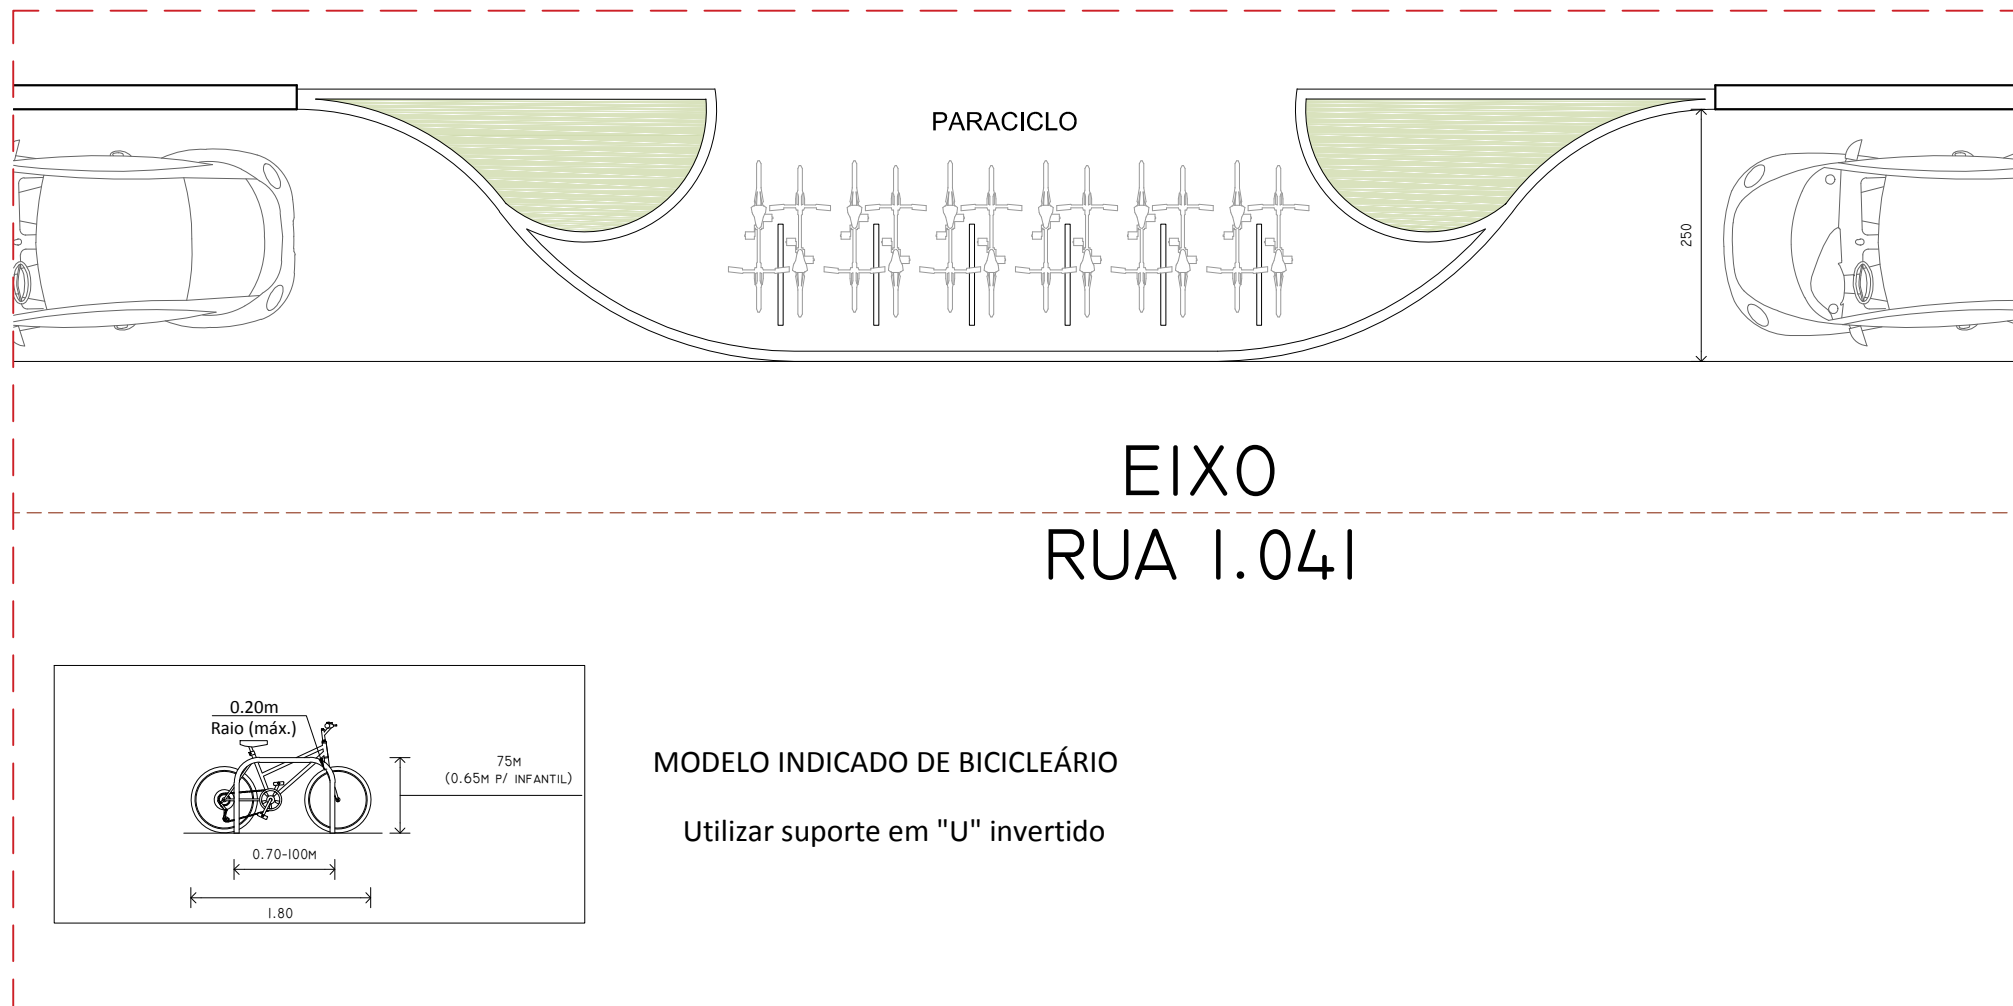 PARACICLO
250
EIXO
RUA 1.041
0.20m
Raio (máx.)
75M
(0.65M P/ INFANTIL)
0.70-100M
1.80
MODELO INDICADO DE BICICLEÁRIO
Utilizar suporte em "U" invertido